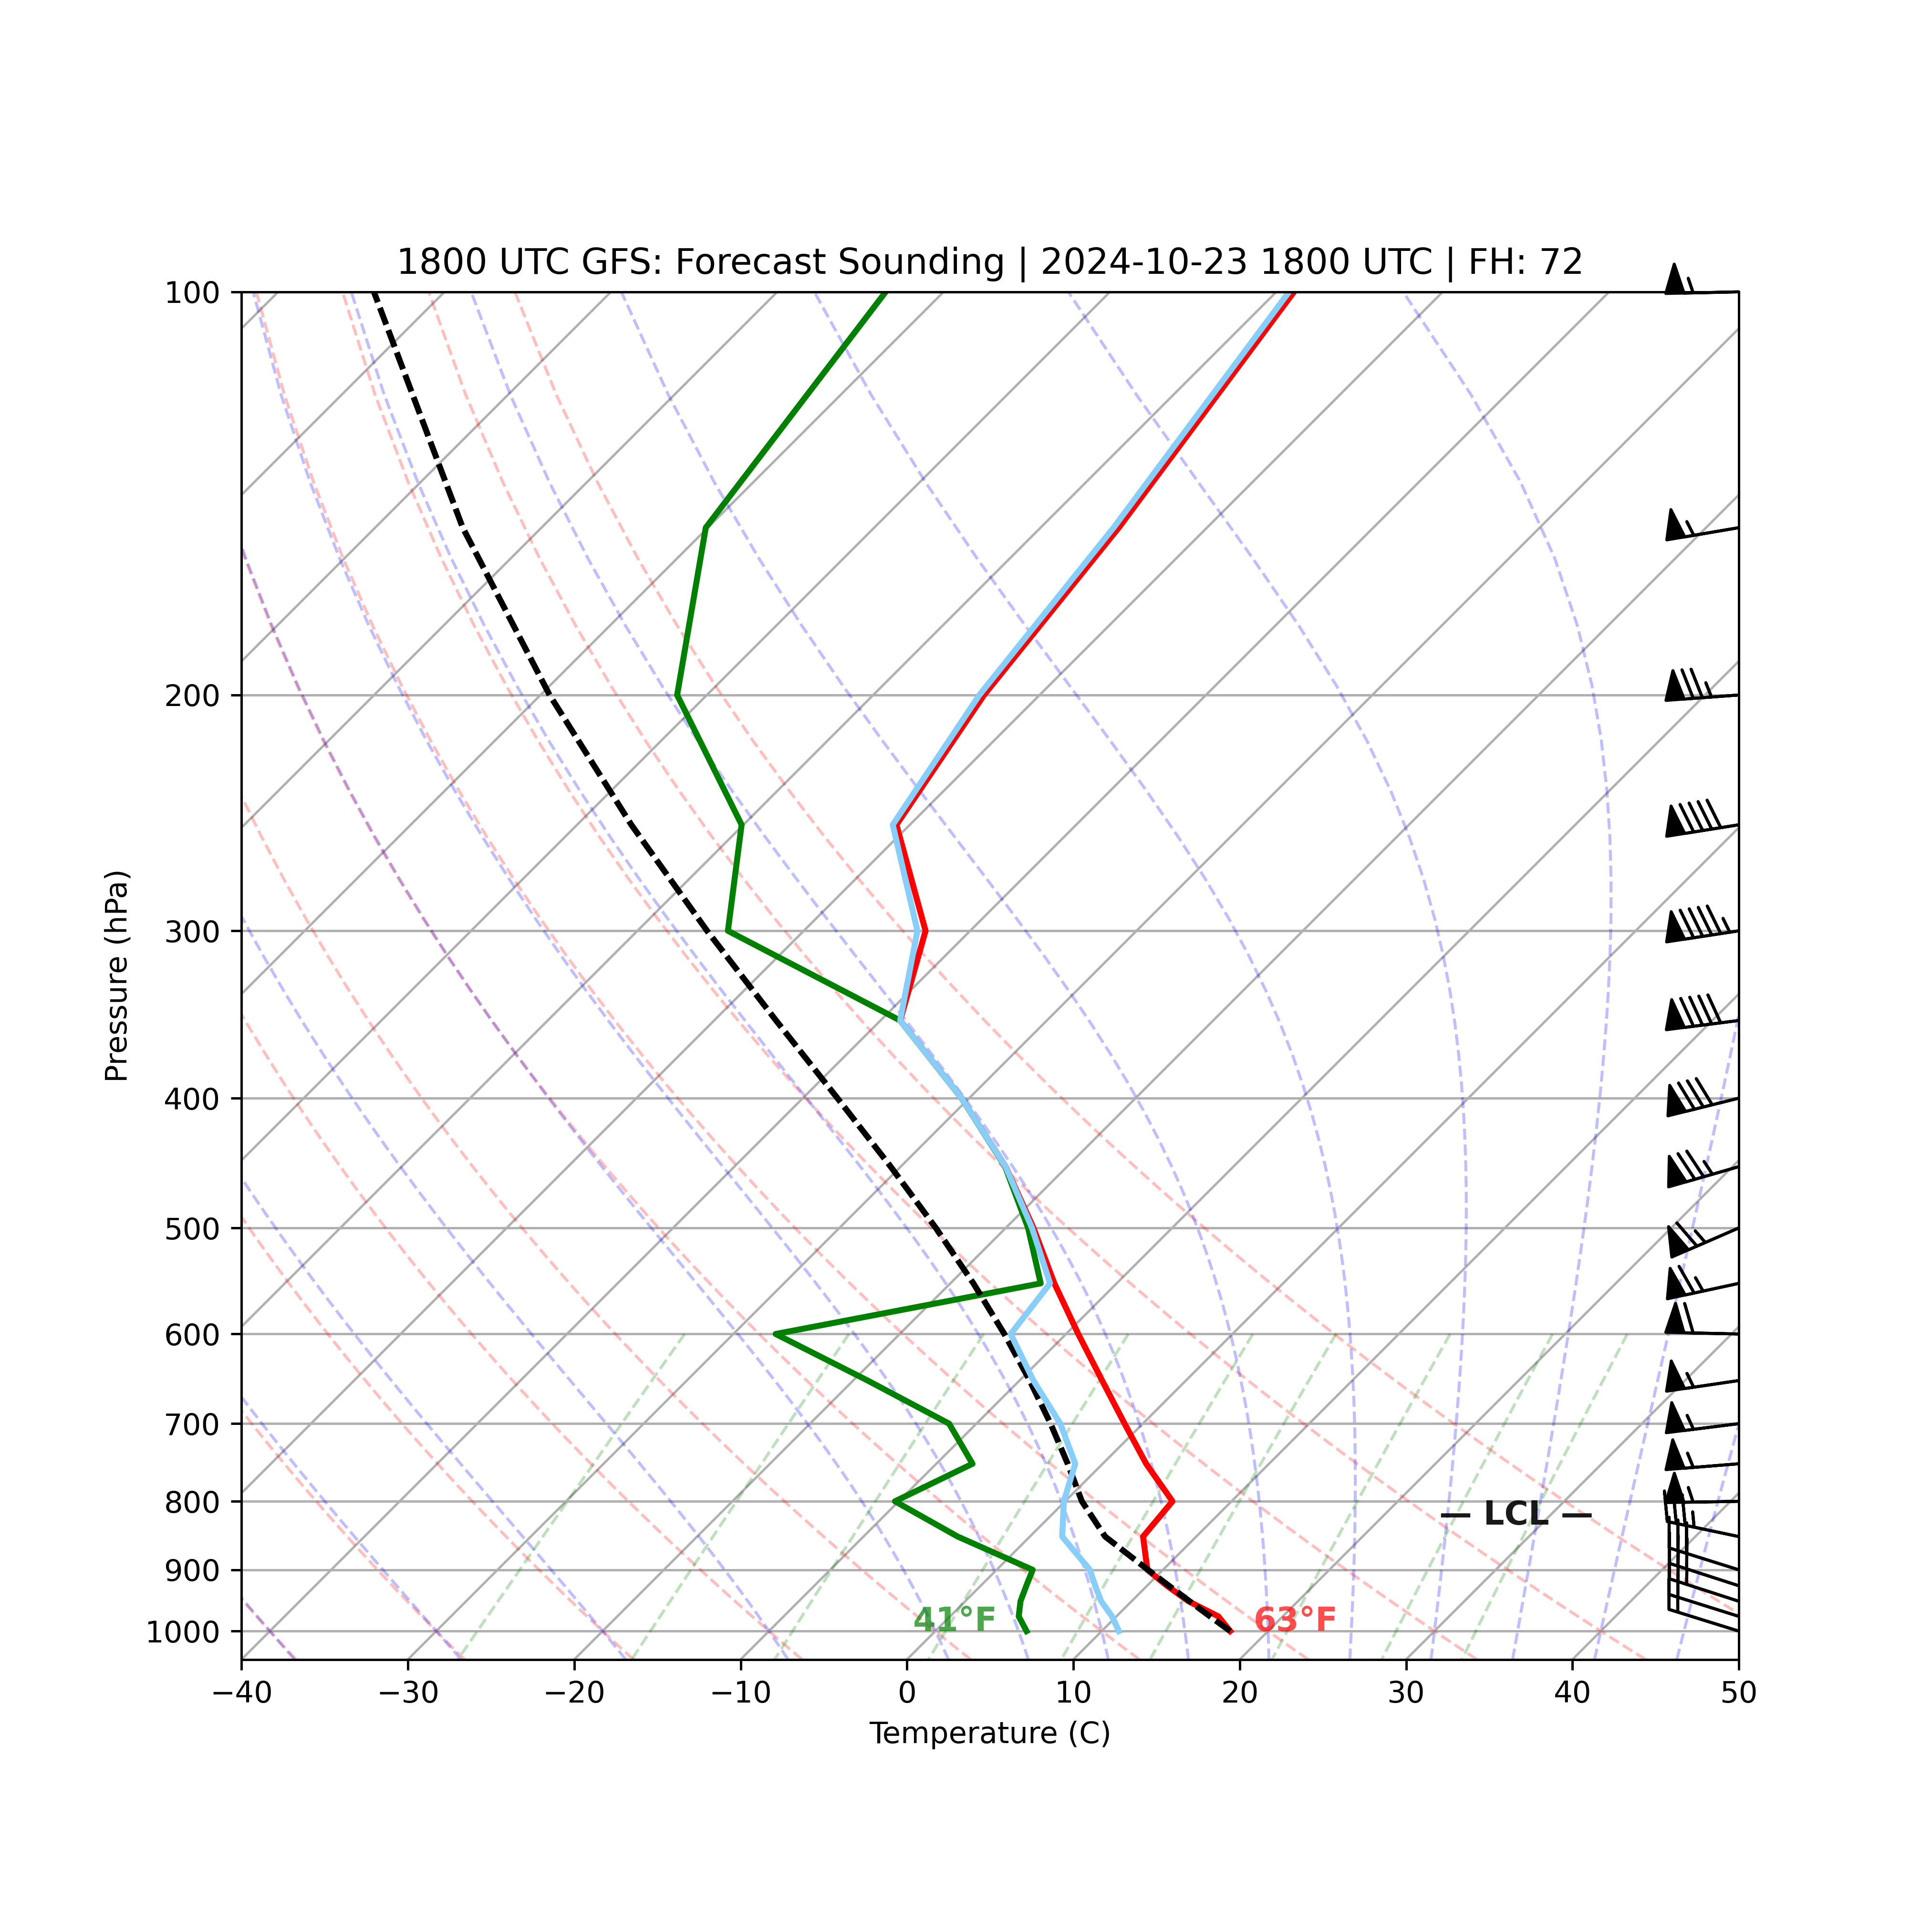 1800 UTC GFS: Forecast Sounding | 2024-10-23 1800 UTC | FH: 72
100
200
300
400
500
600
700
800
900
1000
Pressure (hPa)
— LCL —
41°F
63°F
−40 −30 −20 −10 0 10 20 30 40 50
Temperature (C)